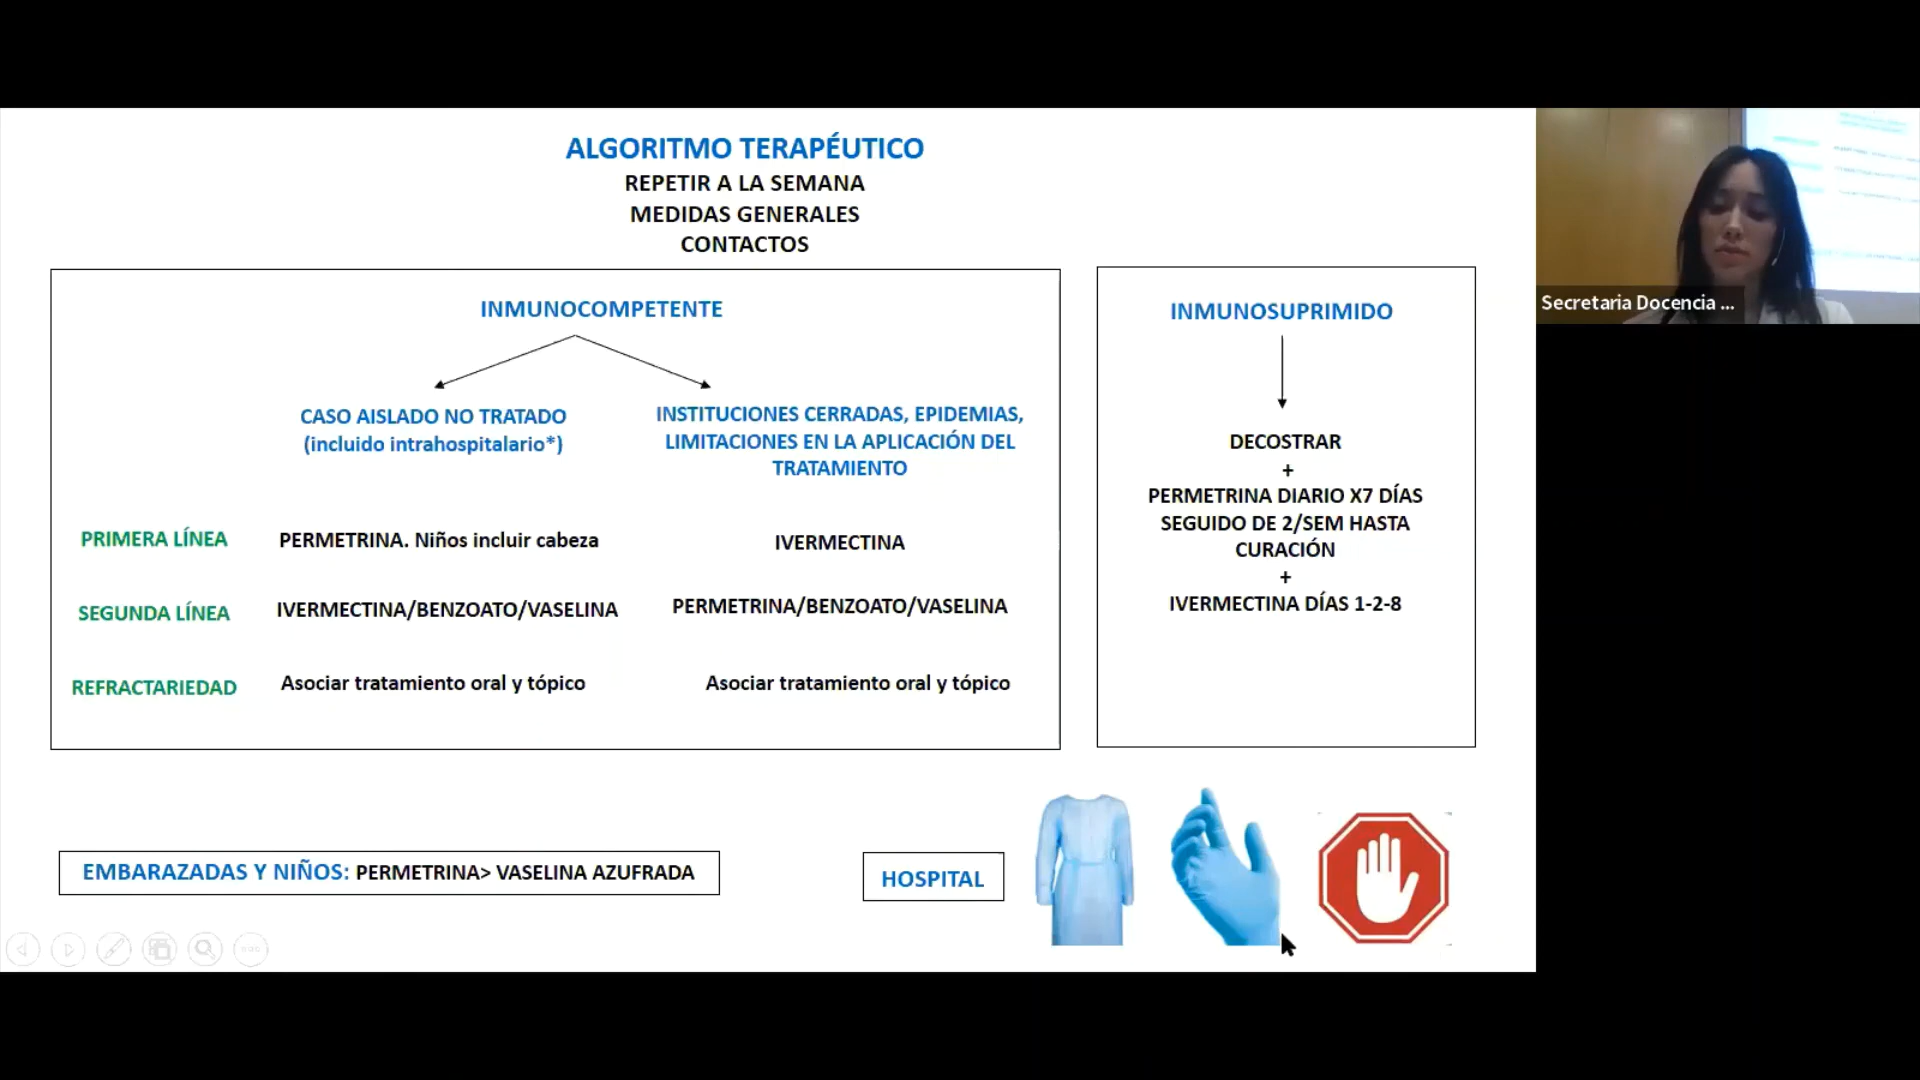 ALGORITMO TERAPÉUTICO
REPETIR A LA SEMANA
MEDIDAS GENERALES
CONTACTOS
INMUNOCOMPETENTE
CASO AISLADO NO TRATADO
(incluido intrahospitalario*)
INSTITUCIONES CERRADAS, EPIDEMIAS,
LIMITACIONES EN LA APLICACIÓN DEL
TRATAMIENTO
PRIMERA LÍNEA
PERMETRINA. Niños incluir cabeza
IVERMECTINA
SEGUNDA LÍNEA
IVERMECTINA/BENZOATO/VASELINA
PERMETRINA/BENZOATO/VASELINA
REFRACTARIEDAD
Asociar tratamiento oral y tópico
Asociar tratamiento oral y tópico
INMUNOSUPRIMIDO
DECOSTRAR
+
PERMETRINA DIARIO X7 DÍAS
SEGUIDO DE 2/SEM HASTA
CURACIÓN
+
IVERMECTINA DÍAS 1-2-8
EMBARAZADAS Y NIÑOS: PERMETRINA> VASELINA AZUFRADA
HOSPITAL
Secretaria Docencia ...